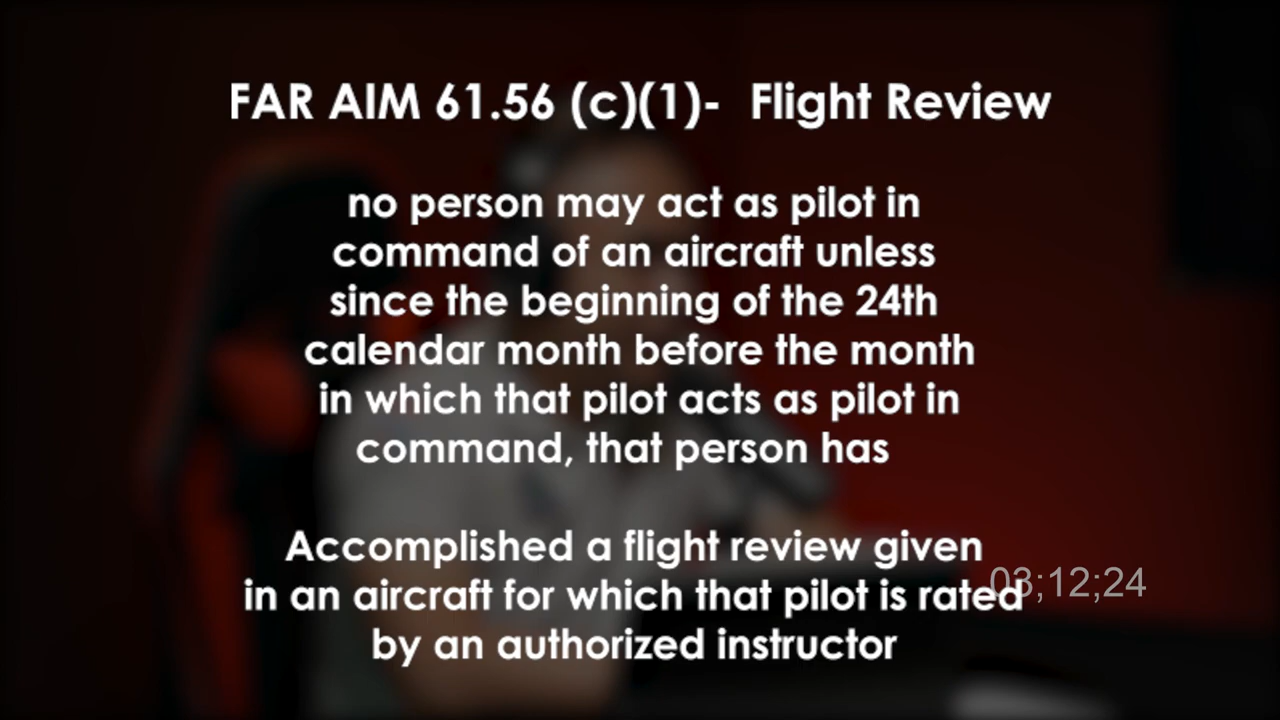 FAR AIM 61.56 (c)(1)- Flight Review
no person may act as pilot in
command of an aircraft unless
since the beginning of the 24th
calendar month before the month
in which that pilot acts as pilot in
command, that person has
Accomplished a flight review given
in an aircraft for which that pilot is rated
by an authorized instructor
03;12;24